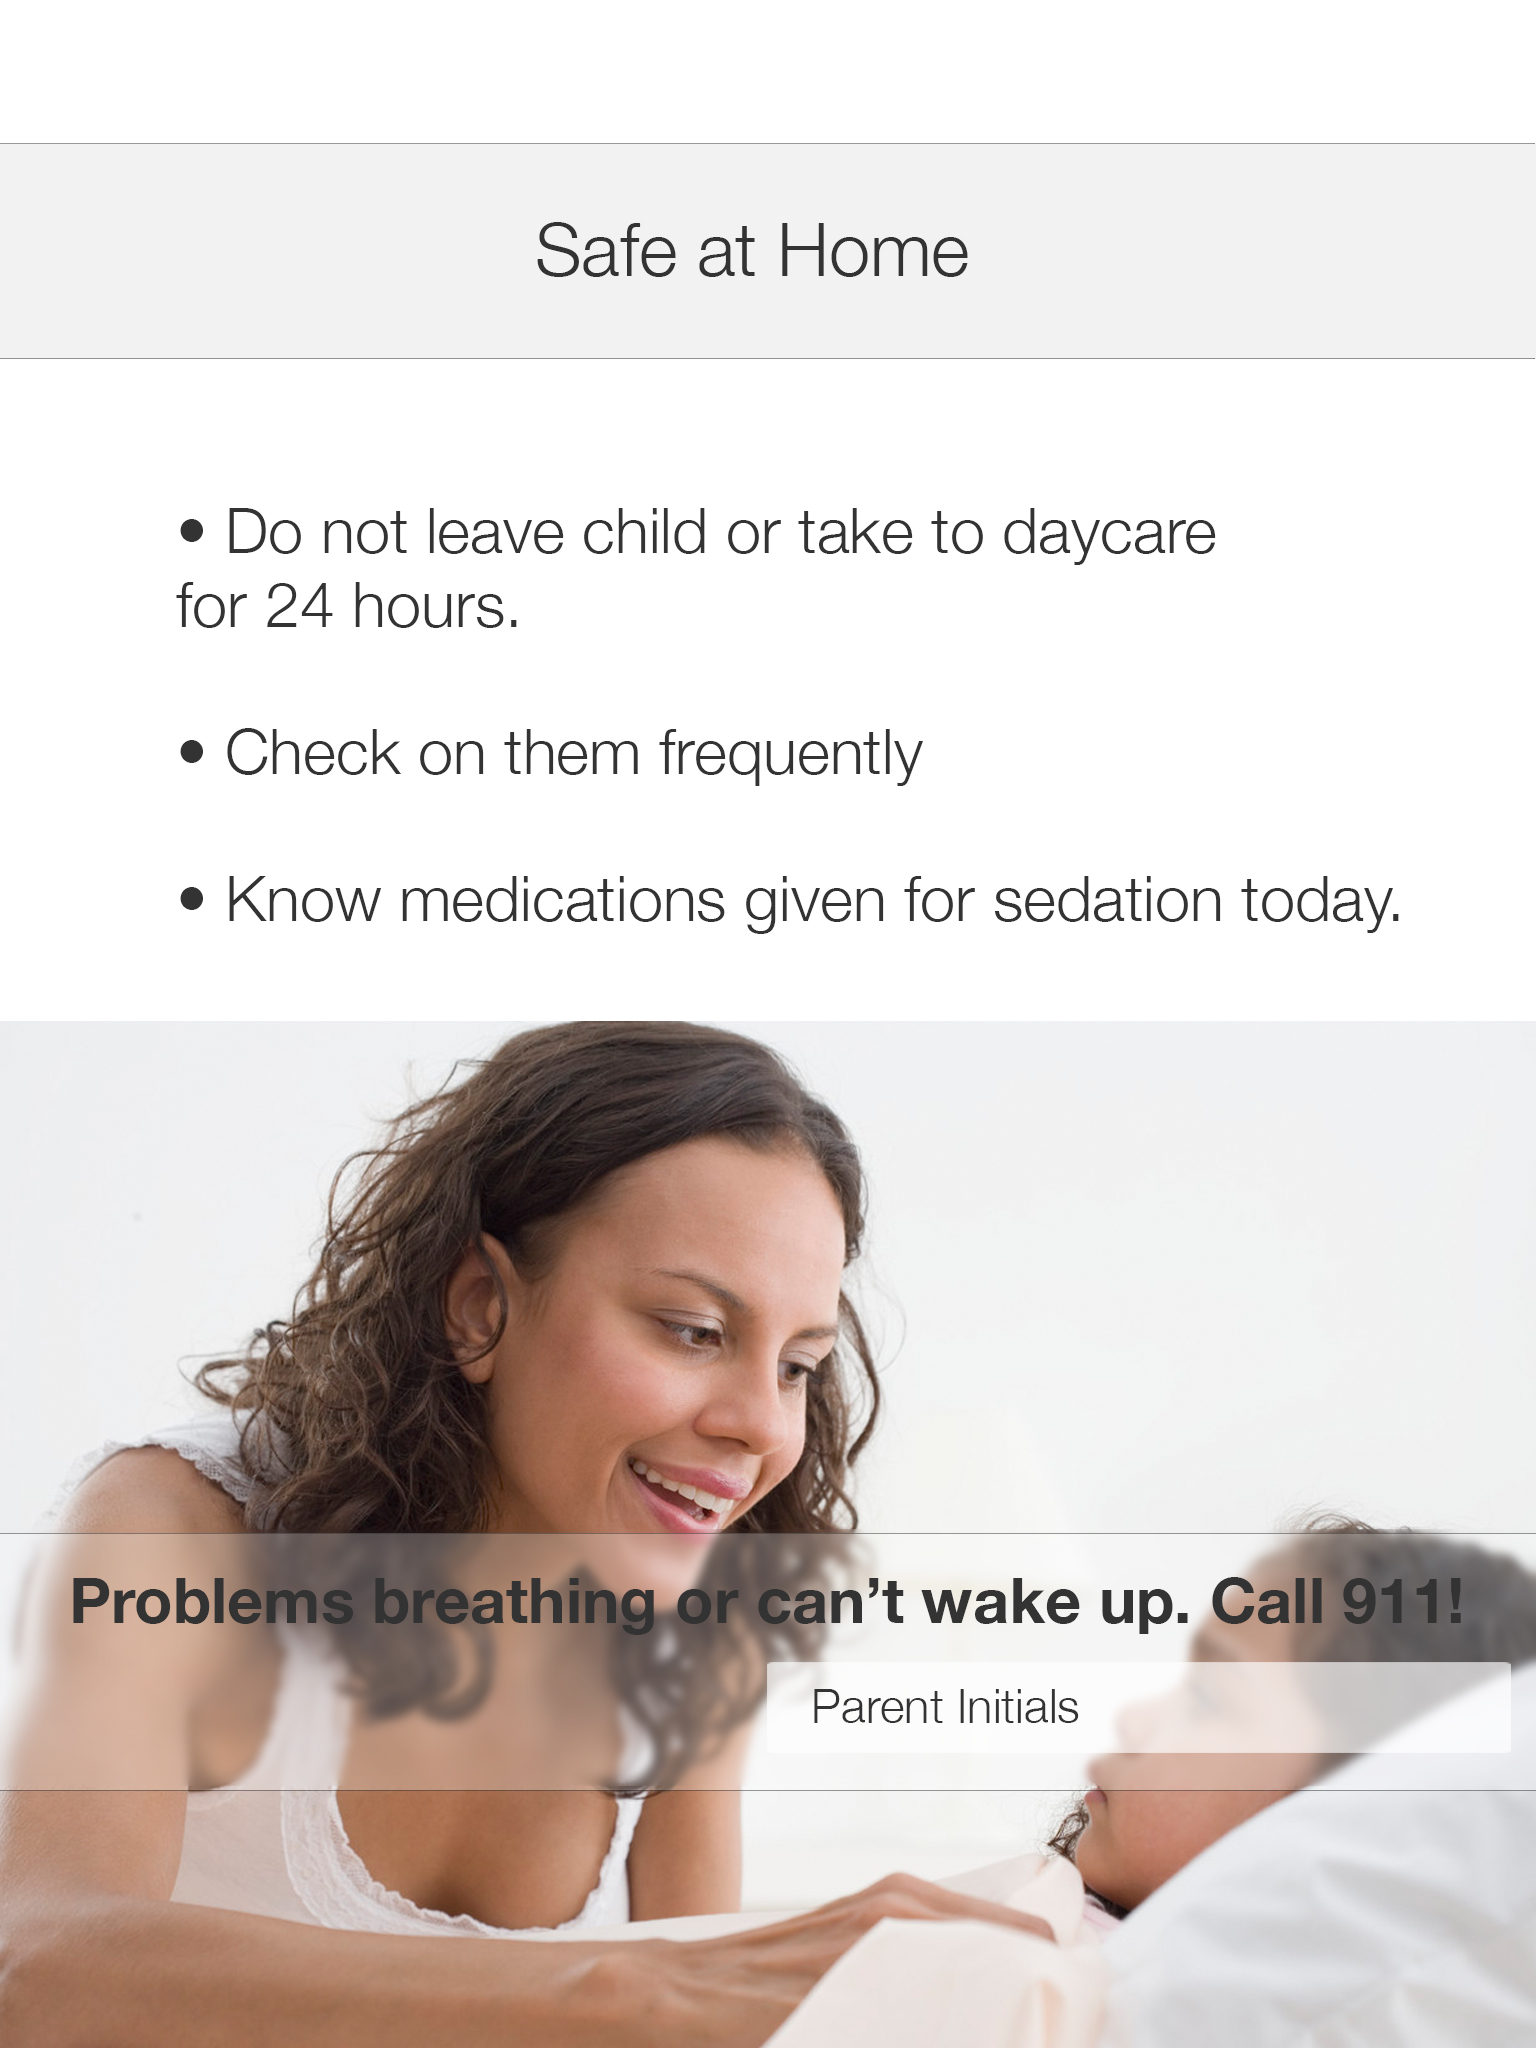 Safe at Home
• Do not leave child or take to daycare
for 24 hours.
• Check on them frequently
• Know medications given for sedation today.
Problems breathing or can’t wake up. Call 911!
Parent Initials